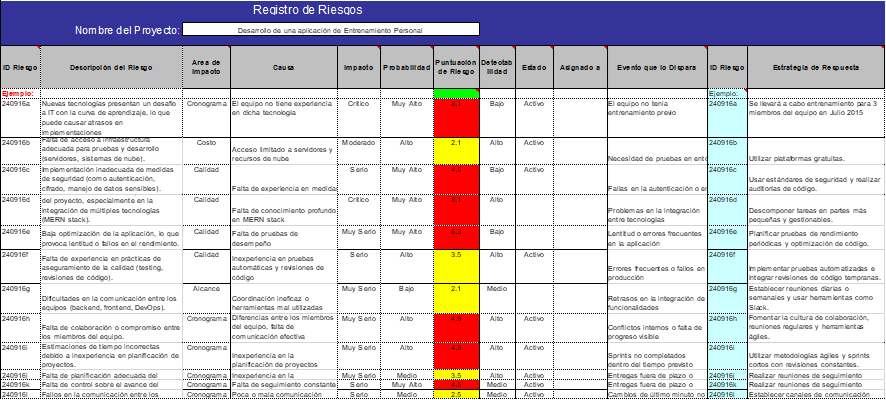 Registro de Riesgos
Nombre del Proyecto: Desarrollo de una aplicación de Entrenamiento Personal
ID Riesgo Descripción del Riesgo Area de Impacto Causa Impacto Probabilidad Puntuación de Riesgo Detectabilidad Estado Asignado a Evento que lo Dispara ID Riesgo Estrategia de Respuesta
Ejemplo: Ejemplo:
240916a Nuevas tecnologías presentan un desafío a IT con la curva de aprendizaje, lo que puede causar atrasos en implementaciones Cronograma El equipo no tiene experiencia en dicha tecnología Crítico Muy Alto 8.1 Bajo Activo El equipo no tenía entrenamiento previo 240916a Se llevará a cabo entrenamiento para 3 miembros del equipo en Julio 2015
240916b Falta de acceso a infraestructura adecuada para pruebas y desarrollo (servidores, sistemas de nube). Costo Acceso limitado a servidores y recursos de nube Moderado Alto 2.1 Alto Activo Necesidad de pruebas en ento 240916b Utilizar plataformas gratuitas.
240916c Implementación inadecuada de medidas de seguridad (como autenticación, cifrado, manejo de datos sensibles). Calidad Falta de experiencia en medidas Serio Muy Alto 4.5 Bajo Activo Fallas en la autenticación o en 240916c Usar estándares de seguridad y realizar auditorías de código.
240916d del proyecto, especialmente en la integración de múltiples tecnologías (MERN stack). Calidad Falta de conocimiento profundo en MERN stack Crítico Muy Alto 8.1 Alto Activo Problemas en la integración entre tecnologías 240916d Descomponer tareas en partes más pequeñas y gestionables.
240916e Baja optimización de la aplicación, lo que provoca lentitud o fallos en el rendimiento. Calidad Falta de pruebas de desempeño Muy Serio Muy Alto Bajo Activo Lentitud o errores frecuentes en la aplicación 240916e Planificar pruebas de rendimiento periódicas y optimización de código.
240916f Falta de experiencia en prácticas de aseguramiento de la calidad (testing, revisiones de código). Calidad Inexperiencia en pruebas automáticas y revisiones de código Serio Alto 3.5 Alto Activo Errores frecuentes o fallos en producción 240916f Implementar pruebas automatizadas e integrar revisiones de código tempranas.
240916g Dificultades en la comunicación entre los equipos (backend, frontend, DevOps). Alcance Coordinación ineficaz o herramientas mal utilizadas Muy Serio Bajo 2.1 Medio Activo Retrasos en la integración de funcionalidades 240916g Establecer reuniones diarias o semanales y usar herramientas como Slack.
240916h Falta de colaboración o compromiso entre los miembros del equipo. Cronograma Diferencias entre los miembros del equipo, falta de comunicación efectiva Muy Serio Alto 4.9 Alto Activo Conflictos internos o falta de progreso visible 240916h Fomentar la cultura de colaboración, reuniones regulares y herramientas ágiles.
240916i Estimaciones de tiempo incorrectas debido a inexperiencia en planificación de proyectos. Cronograma Inexperiencia en la planificación de proyectos Muy Serio Alto 4.9 Alto Activo Sprints no completados dentro del tiempo previsto 240916i Utilizar metodologías ágiles y sprints cortos con revisiones constantes.
240916j Falta de planificación adecuada del Cronograma Inexperiencia en la Muy Serio Medio 3.5 Alto Activo Entregas fuera de plazo o 240916j Realizar reuniones de seguimiento
240916k Falta de control sobre el avance del Cronograma Falta de seguimiento constante Serio Muy Alto 4.5 Medio Activo Entregas fuera de plazo o 240916k Realizar reuniones de seguimiento
240916l Fallos en la comunicación entre los Cronograma Poca o mala comunicación Serio Medio 2.5 Medio Activo Cambios de último minuto no 240916l Establecer canales de comunicación